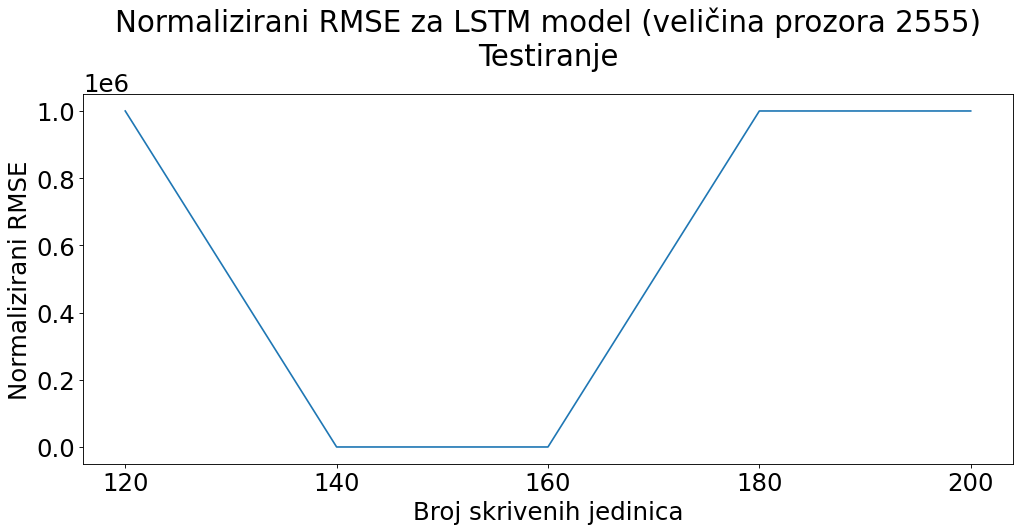 Normalizirani RMSE za LSTM model (veličina prozora 2555)
Testiranje
1e6
1.0
0.8
0.6
0.4
0.2
0.0
Normalizirani RMSE
120 140 160 180 200
Broj skrivenih jedinica